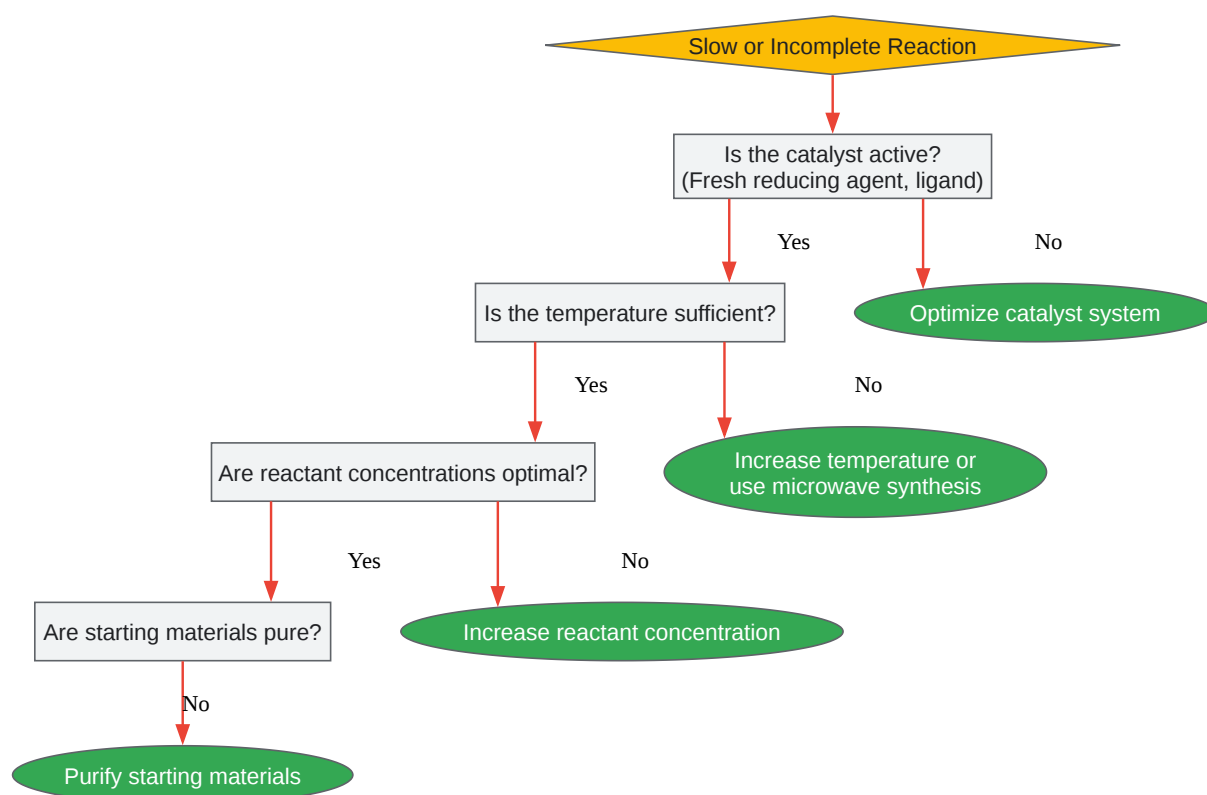 Slow or Incomplete Reaction
Is the catalyst active?
(Fresh reducing agent, ligand)
Yes
No
Is the temperature sufficient?
Optimize catalyst system
Yes
No
Are reactant concentrations optimal?
Increase temperature or
use microwave synthesis
Yes
No
Are starting materials pure?
Increase reactant concentration
No
Purify starting materials